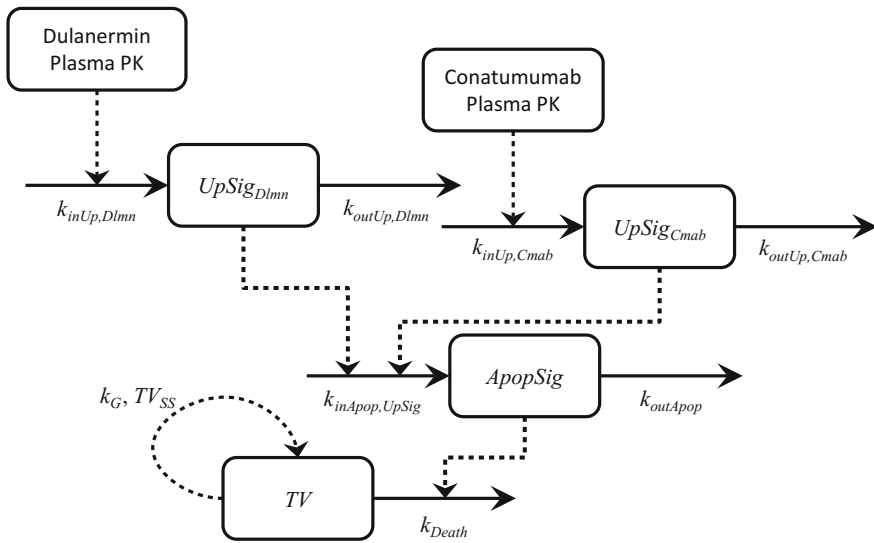 Dulanermin
Plasma PK
Conatumumab
Plasma PK
UpSig_Dlmn
k_inUp,Dlmn
k_outUp,Dlmn
UpSig_Cmab
k_inUp,Cmab
k_outUp,Cmab
ApopSig
k_inApop,UpSig
k_outApop
k_G, TV_SS
TV
k_Death